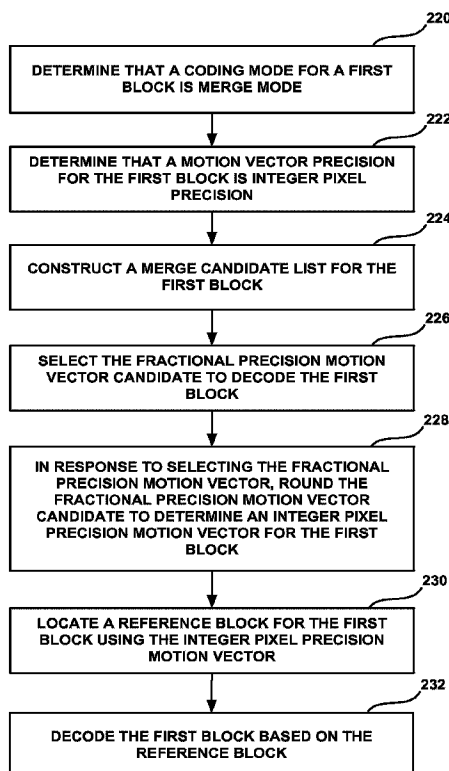 220
DETERMINE THAT A CODING MODE FOR A FIRST
BLOCK IS MERGE MODE
222
DETERMINE THAT A MOTION VECTOR PRECISION
FOR THE FIRST BLOCK IS INTEGER PIXEL
PRECISION
224
CONSTRUCT A MERGE CANDIDATE LIST FOR THE
FIRST BLOCK
226
SELECT THE FRACTIONAL PRECISION MOTION
VECTOR CANDIDATE TO DECODE THE FIRST
BLOCK
228
IN RESPONSE TO SELECTING THE FRACTIONAL
PRECISION MOTION VECTOR, ROUND THE
FRACTIONAL PRECISION MOTION VECTOR
CANDIDATE TO DETERMINE AN INTEGER PIXEL
PRECISION MOTION VECTOR FOR THE FIRST
BLOCK
230
LOCATE A REFERENCE BLOCK FOR THE FIRST
BLOCK USING THE INTEGER PIXEL PRECISION
MOTION VECTOR
232
DECODE THE FIRST BLOCK BASED ON THE
REFERENCE BLOCK